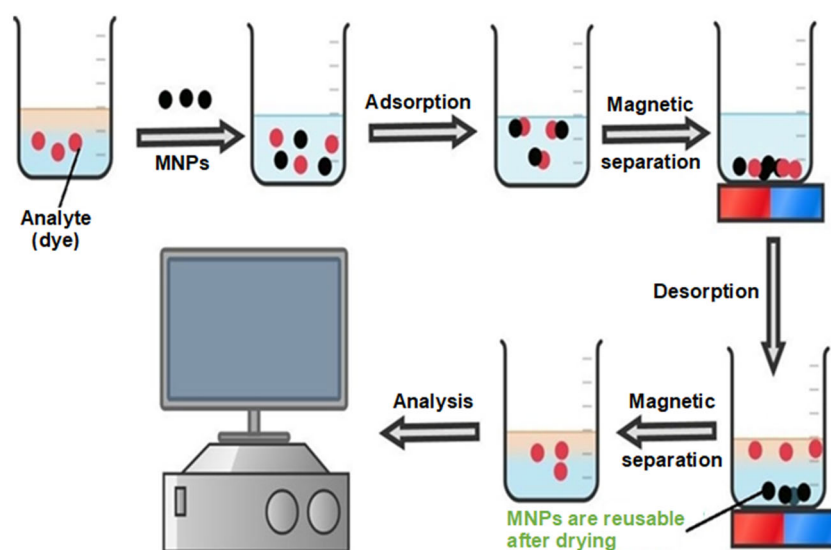 Analyte
(dye)
MNPs
Adsorption
Magnetic
separation
Desorption
Magnetic
separation
MNPs are reusable
after drying
Analysis